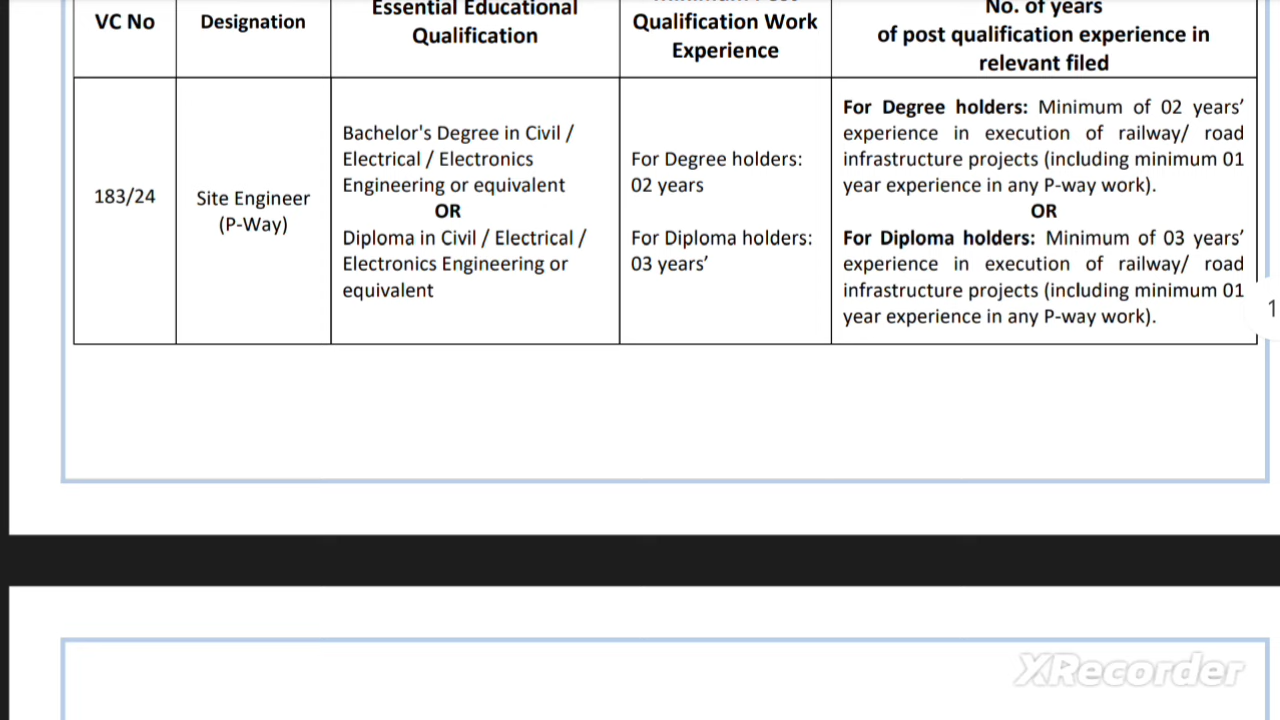 VC No
Designation
Essential Educational
Qualification
Qualification Work
Experience
No. of years
of post qualification experience in
relevant filed
183/24
Site Engineer
(P-Way)
Bachelor's Degree in Civil /
Electrical / Electronics
Engineering or equivalent
OR
Diploma in Civil / Electrical /
Electronics Engineering or
equivalent
For Degree holders:
02 years
For Diploma holders:
03 years’
For Degree holders: Minimum of 02 years’
experience in execution of railway/ road
infrastructure projects (including minimum 01
year experience in any P-way work).
OR
For Diploma holders: Minimum of 03 years’
experience in execution of railway/ road
infrastructure projects (including minimum 01
year experience in any P-way work).
1
XRecorder